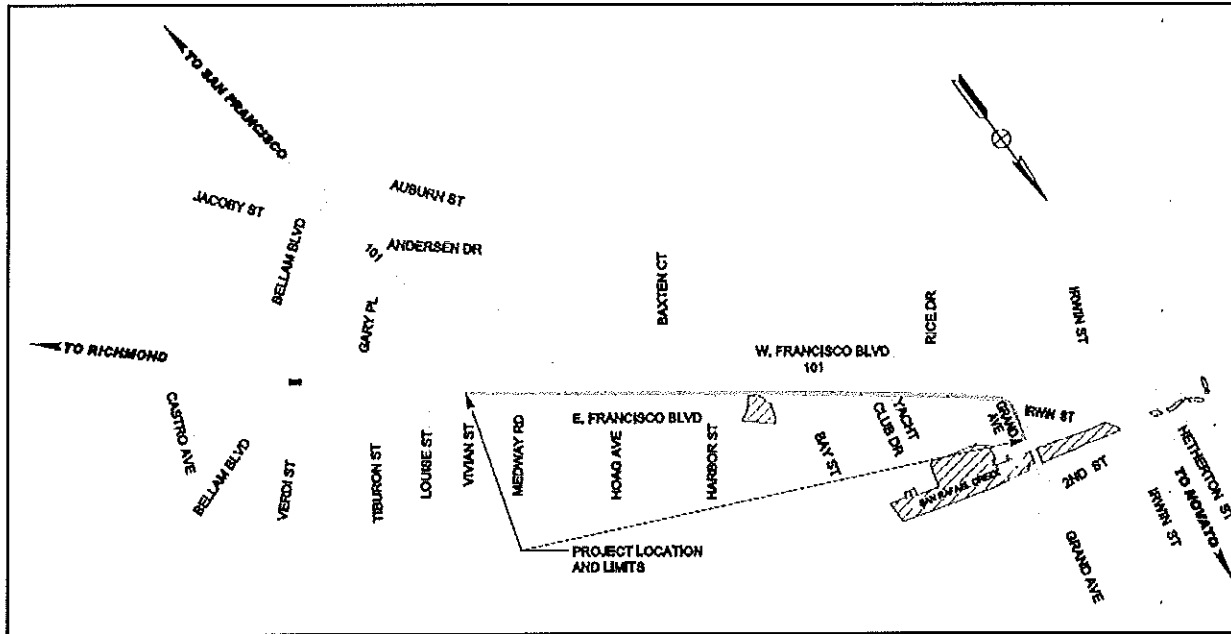 TO SAN FRANCISCO
JACOBY ST
AUBURN ST
BELLAM BLVD
101
ANDERSEN DR
GARY PL
BAXTEN CT
RICE DR
IRWIN ST
TO RICHMOND
W. FRANCISCO BLVD
101
CASTRO AVE
BELLAM BLVD
VERDI ST
TIBURON ST
LOUISE ST
VIVIAN ST
MEDWAY RD
E. FRANCISCO BLVD
HOAG AVE
HARBOR ST
BAY ST
YACHT
CLUB DR
GRAND
AVE
IRWIN ST
SAN RAFAEL CREEK
2ND ST
HETHERTON ST
TO NOVATO
IRWIN ST
GRAND AVE
PROJECT LOCATION
AND LIMITS